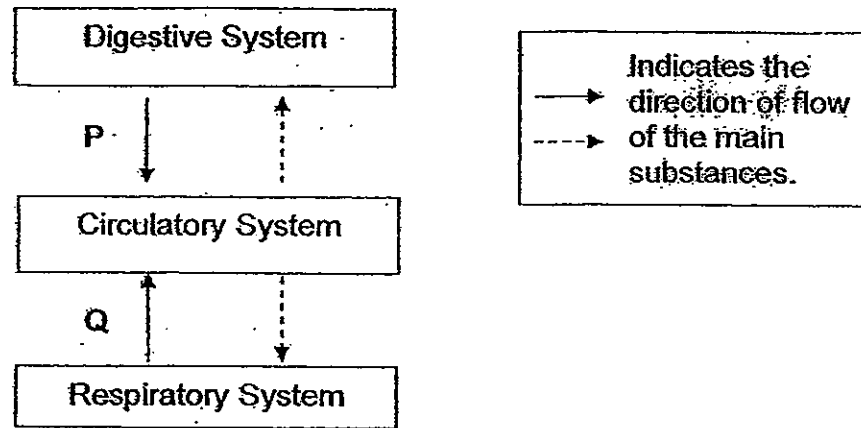 Digestive System
P
Circulatory System
Q
Respiratory System
Indicates the
direction of flow
of the main
substances.